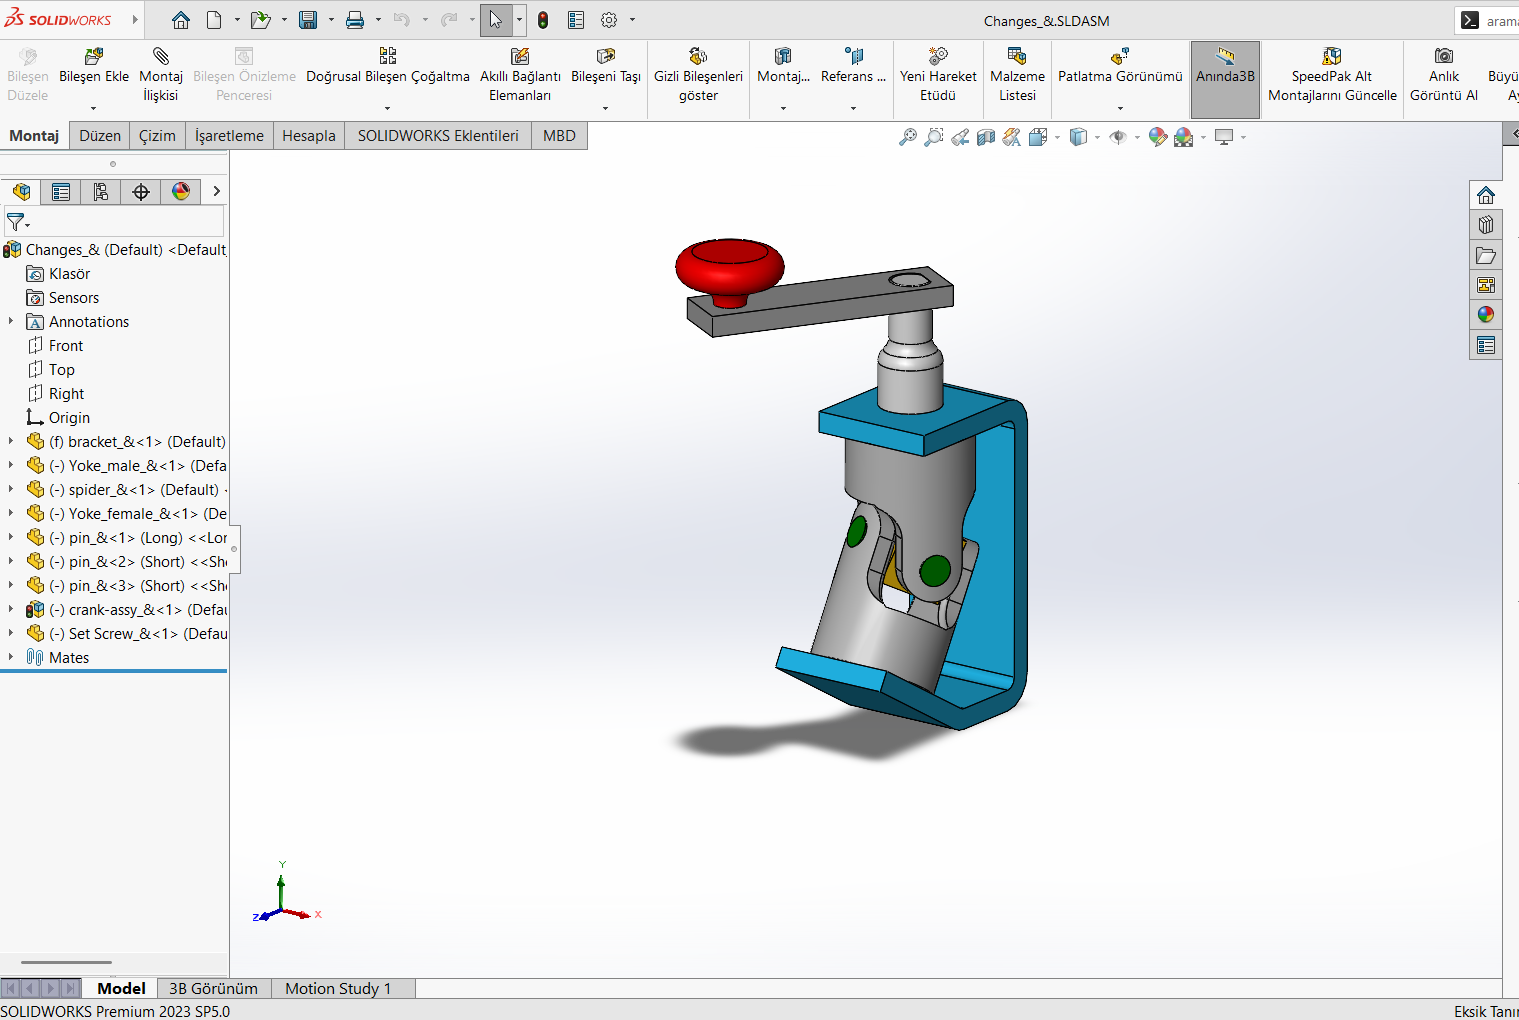 SOLIDWORKS
Changes_&.SLDASM
Bileşen Düzele
Bileşen Ekle
Montaj İlişkisi
Bileşen Önizleme Penceresi
Doğrusal Bileşen Çoğaltma
Akıllı Bağlantı Elemanları
Bileşeni Taşı
Gizli Bileşenleri göster
Montaj...
Referans ...
Yeni Hareket Etüdü
Malzeme Listesi
Patlatma Görünümü
Anında3B
SpeedPak Alt Montajlarını Güncelle
Anlık Görüntü Al
Büyü
Ay
Montaj
Düzen
Çizim
İşaretleme
Hesapla
SOLIDWORKS Eklentileri
MBD
Changes_& (Default) <Default
Klasör
Sensors
Annotations
Front
Top
Right
Origin
(f) bracket_&<1> (Default)
(-) Yoke_male_&<1> (Defa
(-) spider_&<1> (Default)
(-) Yoke_female_&<1> (De
(-) pin_&<1> (Long) <<Lor
(-) pin_&<2> (Short) <<Sh
(-) pin_&<3> (Short) <<Sh
(-) crank-assy_&<1> (Defau
(-) Set Screw_&<1> (Defau
Mates
Y
Z
X
Model
3B Görünüm
Motion Study 1
SOLIDWORKS Premium 2023 SP5.0
Eksik Tanı